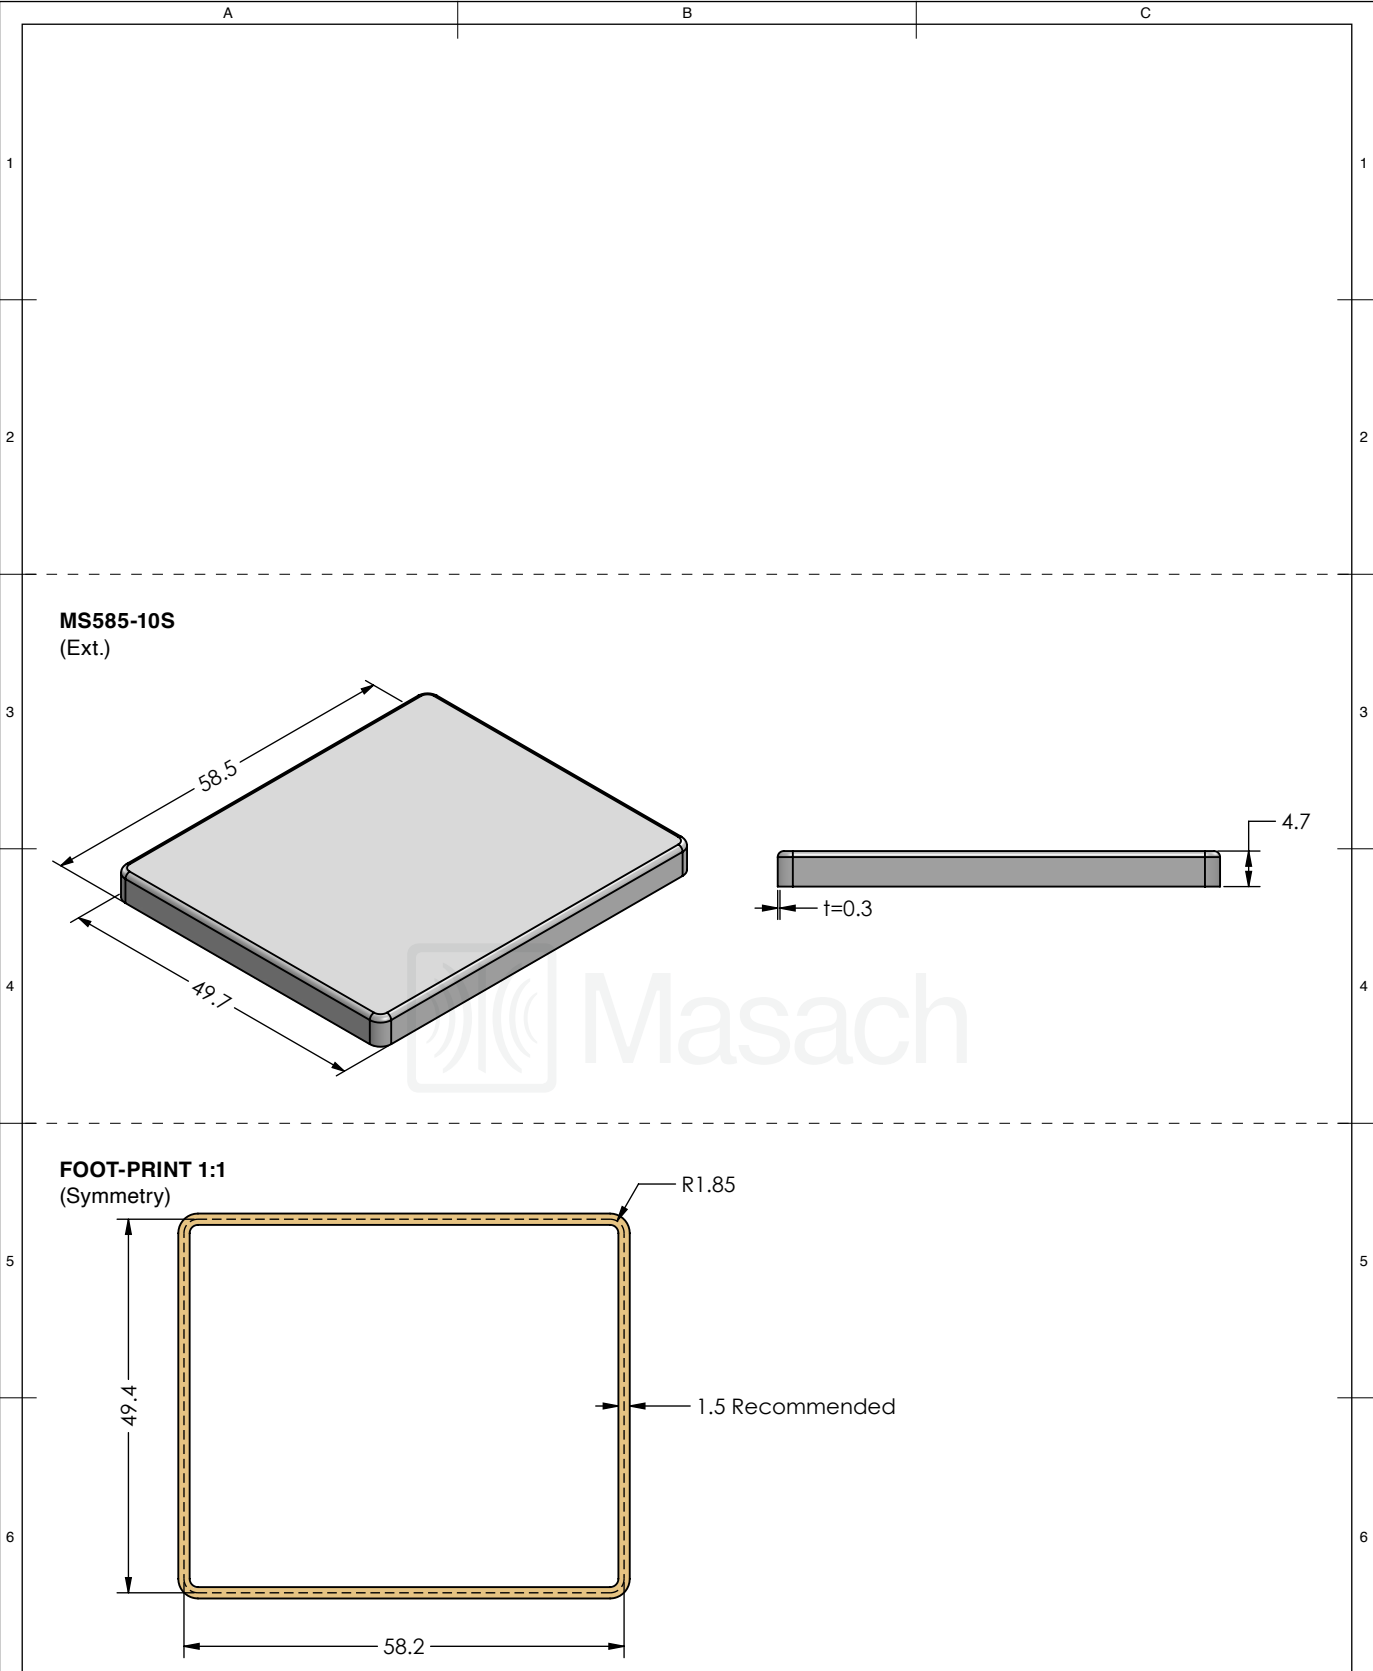 A B C
1 1
2 2
MS585-10S
(Ext.)
3 3
58.5
4.7
t=0.3
49.7
4 4
Masach
FOOT-PRINT 1:1
(Symmetry)
R1.85
5 5
49.4
1.5 Recommended
6 6
58.2